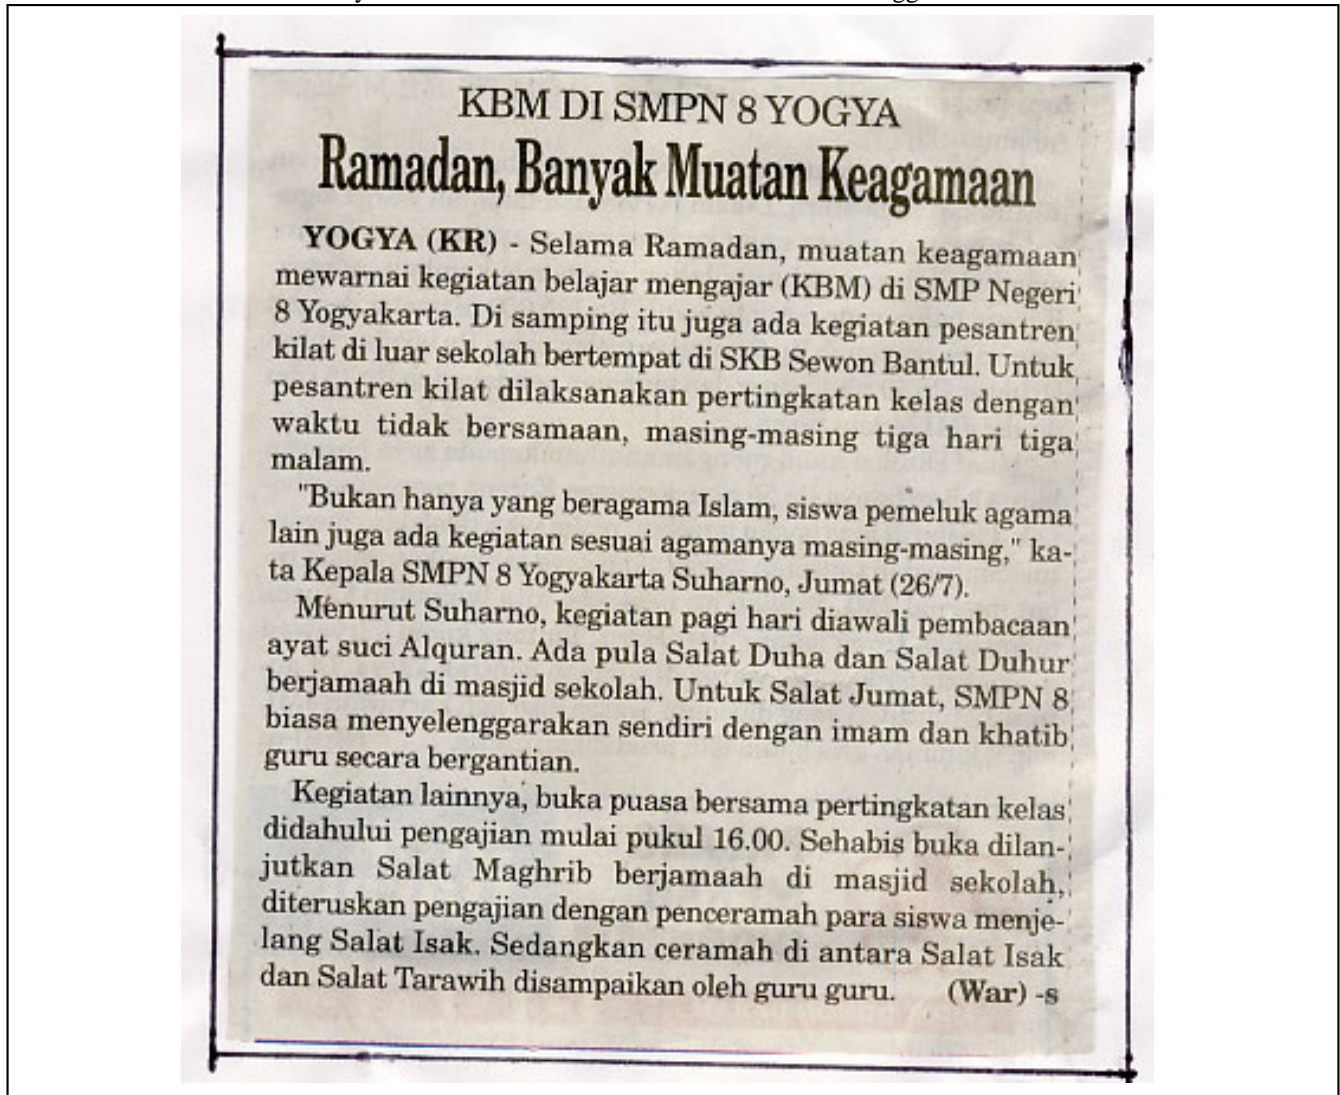 KBM DI SMPN 8 YOGYA
Ramadan, Banyak Muatan Keagamaan
YOGYA (KR) - Selama Ramadan, muatan keagamaan
mewarnai kegiatan belajar mengajar (KBM) di SMP Negeri
8 Yogyakarta. Di samping itu juga ada kegiatan pesantren
kilat di luar sekolah bertempat di SKB Sewon Bantul. Untuk
pesantren kilat dilaksanakan pertingkatan kelas dengan
waktu tidak bersamaan, masing-masing tiga hari tiga
malam.
"Bukan hanya yang beragama Islam, siswa pemeluk agama
lain juga ada kegiatan sesuai agamanya masing-masing," ka-
ta Kepala SMPN 8 Yogyakarta Suharno, Jumat (26/7).
Menurut Suharno, kegiatan pagi hari diawali pembacaan
ayat suci Alquran. Ada pula Salat Duha dan Salat Duhur
berjamaah di masjid sekolah. Untuk Salat Jumat, SMPN 8
biasa menyelenggarakan sendiri dengan imam dan khatib
guru secara bergantian.
Kegiatan lainnya, buka puasa bersama pertingkatan kelas
didahului pengajian mulai pukul 16.00. Sehabis buka dilan-
jutkan Salat Maghrib berjamaah di masjid sekolah,
diteruskan pengajian dengan penceramah para siswa menje-
lang Salat Isak. Sedangkan ceramah di antara Salat Isak
dan Salat Tarawih disampaikan oleh guru guru. (War) -s